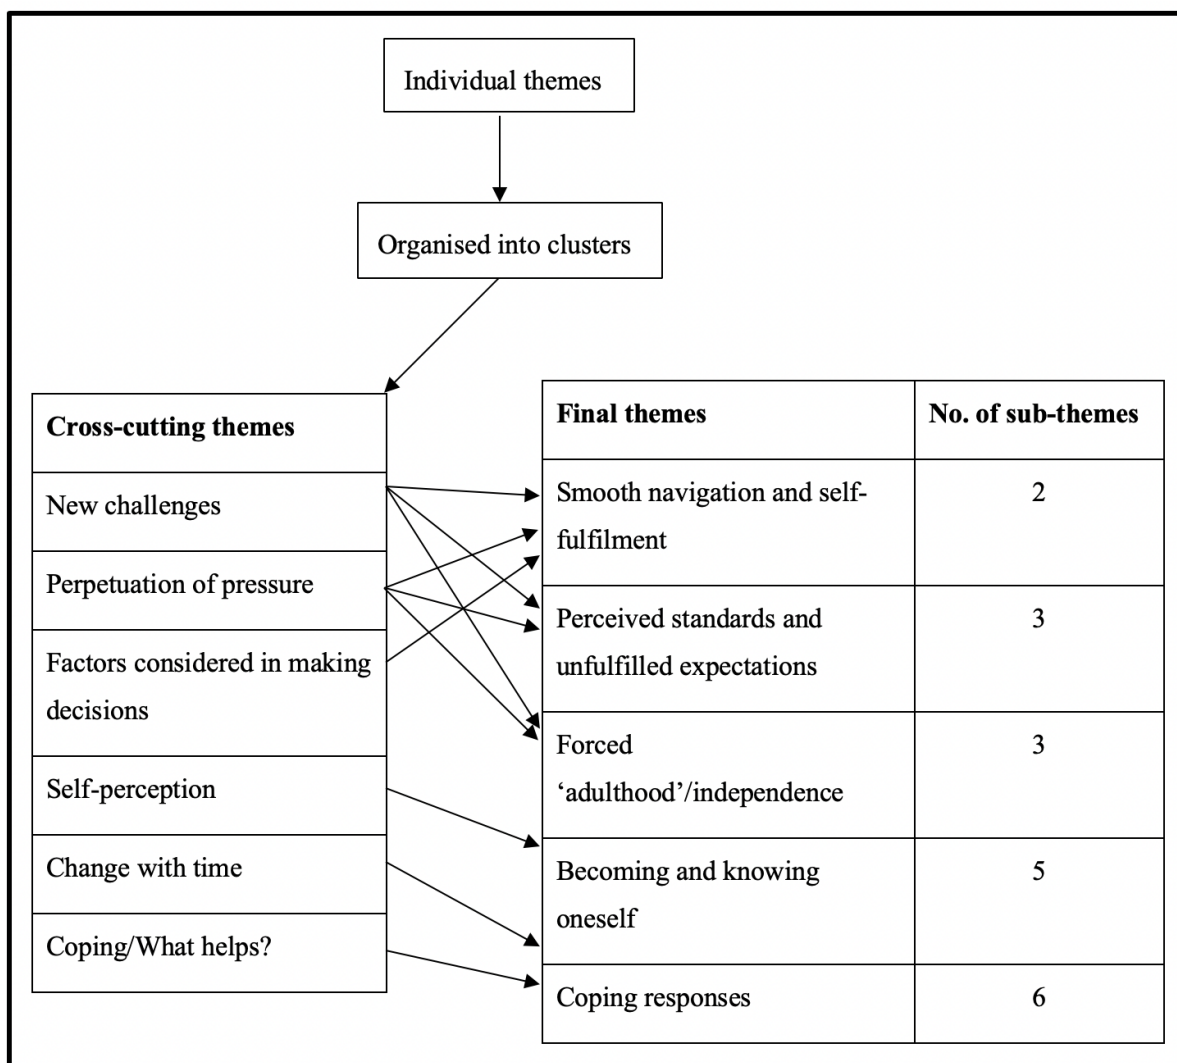 Individual themes
Organised into clusters
Cross-cutting themes
New challenges
Perpetuation of pressure
Factors considered in making
decisions
Self-perception
Change with time
Coping/What helps?
Final themes
No. of sub-themes
Smooth navigation and self-
fulfilment
2
Perceived standards and
unfulfilled expectations
3
Forced
‘adulthood’/independence
3
Becoming and knowing
oneself
5
Coping responses
6